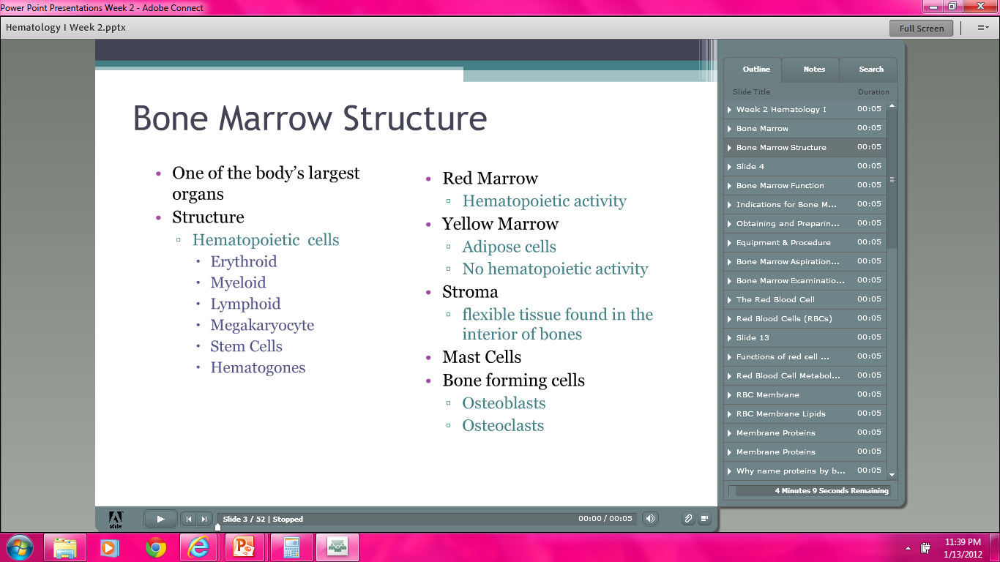 Power Point Presentations Week 2 - Adobe Connect
Hematology I Week 2.pptx
Full Screen
Bone Marrow Structure
• One of the body's largest
organs
• Structure
▫ Hematopoietic cells
• Erythroid
• Myeloid
• Lymphoid
• Megakaryocyte
• Stem Cells
• Hematogones
• Red Marrow
▫ Hematopoietic activity
• Yellow Marrow
▫ Adipose cells
▫ No hematopoietic activity
• Stroma
▫ flexible tissue found in the
interior of bones
• Mast Cells
• Bone forming cells
▫ Osteoblasts
▫ Osteoclasts
Outline Notes Search
Slide Title Duration
Week 2 Hematology I 00:05
Bone Marrow 00:05
Bone Marrow Structure 00:05
Slide 4 00:05
Bone Marrow Function 00:05
Indications for Bone M... 00:05
Obtaining and Preparin... 00:05
Equipment & Procedure 00:05
Bone Marrow Aspiration... 00:05
Bone Marrow Examinatio... 00:05
The Red Blood Cell 00:05
Red Blood Cells (RBCs) 00:05
Slide 13 00:05
Functions of red cell ... 00:05
Red Blood Cell Metabol... 00:05
RBC Membrane 00:05
RBC Membrane Lipids 00:05
Membrane Proteins 00:05
Membrane Proteins 00:05
Why name proteins by b... 00:05
4 Minutes 9 Seconds Remaining
Adobe
Slide 3 / 52 | Stopped
00:00 / 00:05
11:39 PM
1/13/2012